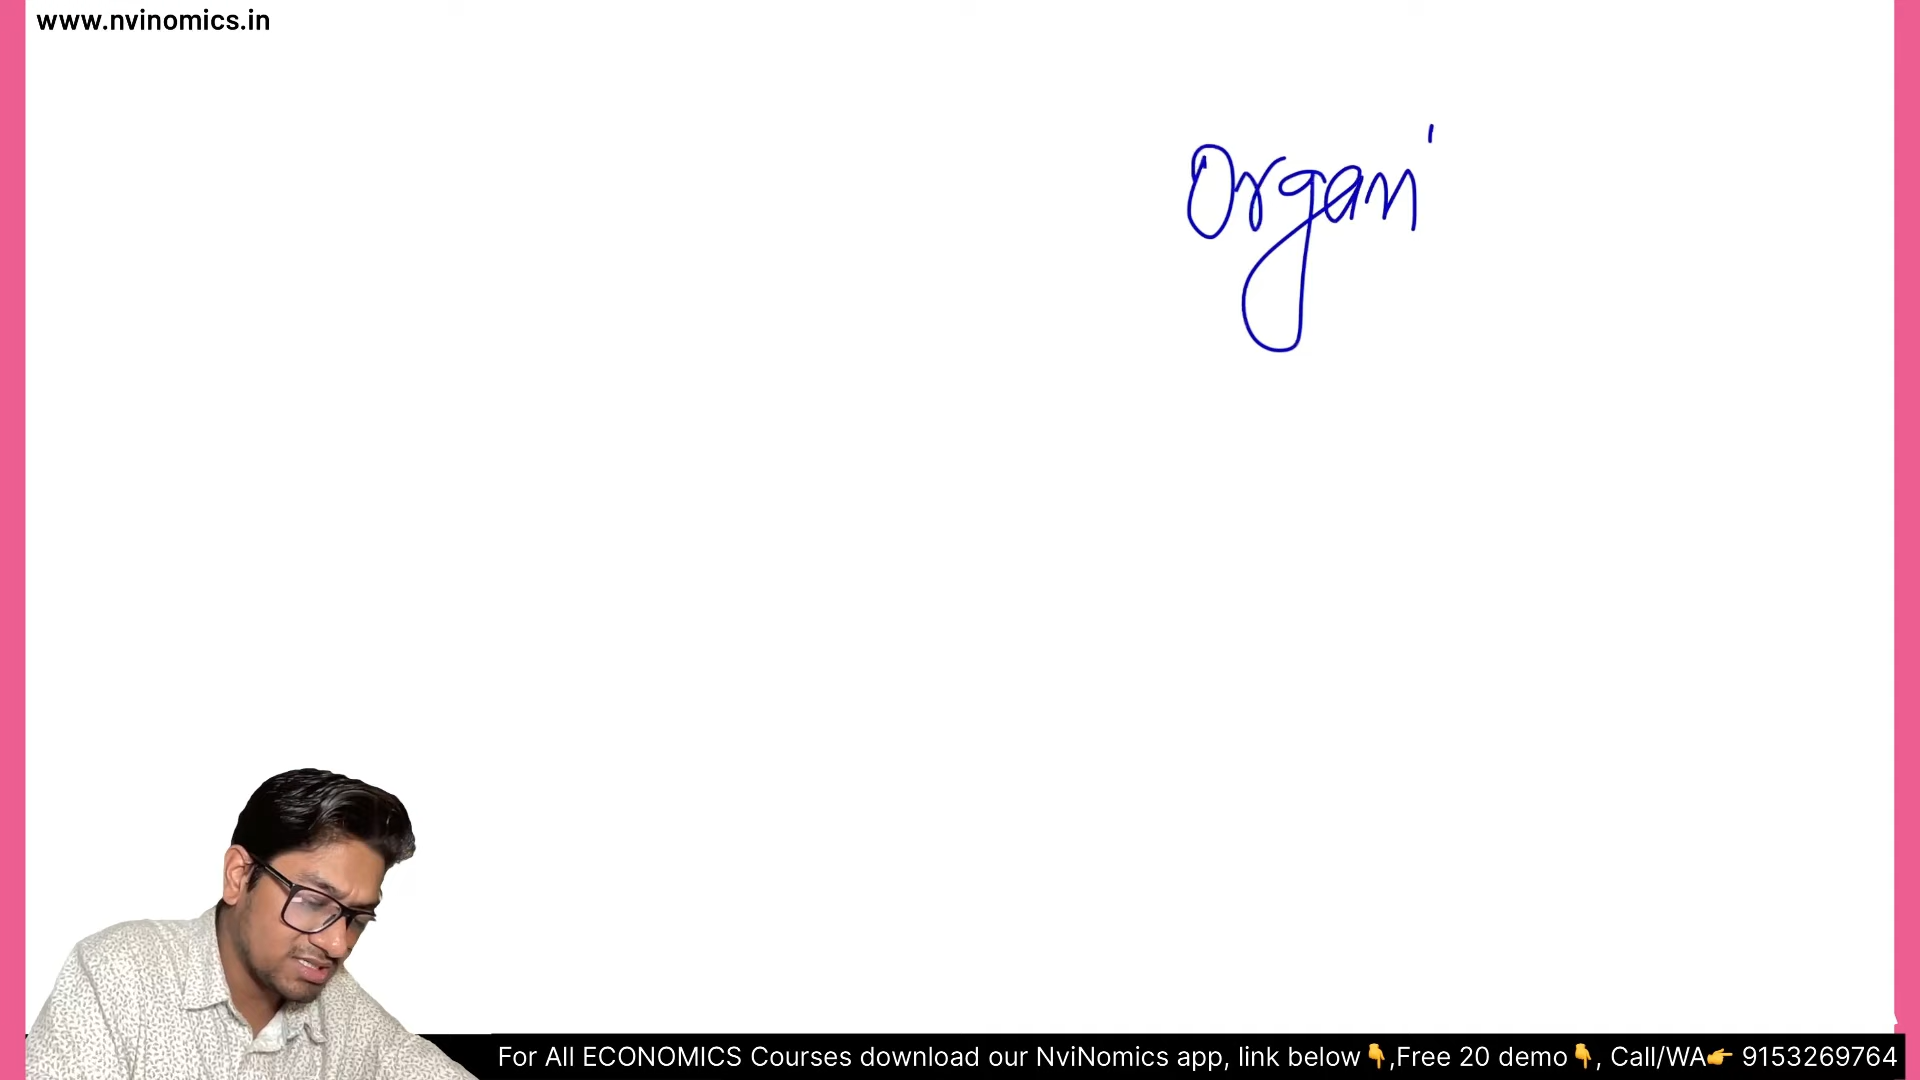 www.nvinomics.in
Organi
For All ECONOMICS Courses download our NviNomics app, link below👇,Free 20 demo👇, Call/WA👉 9153269764